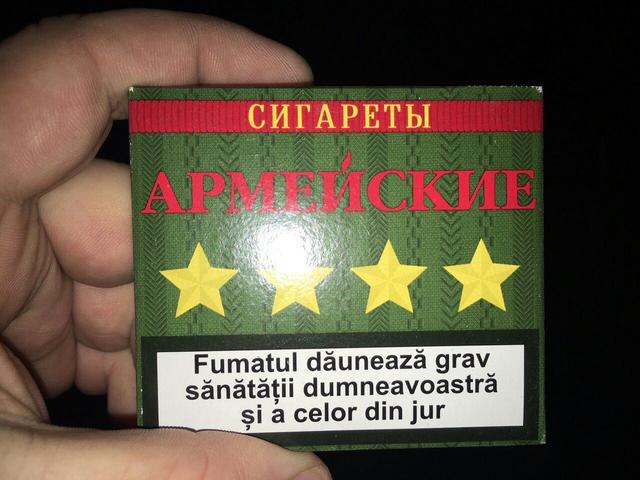 СИГАРЕТЫ
АРМЕЙСКИЕ
Fumatul dăunează grav
sănătății dumneavoastră
și a celor din jur